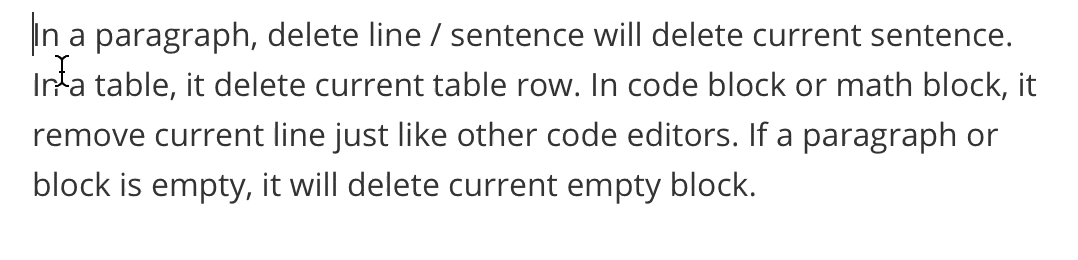 In a paragraph, delete line / sentence will delete current sentence.
In a table, it delete current table row. In code block or math block, it
remove current line just like other code editors. If a paragraph or
block is empty, it will delete current empty block.